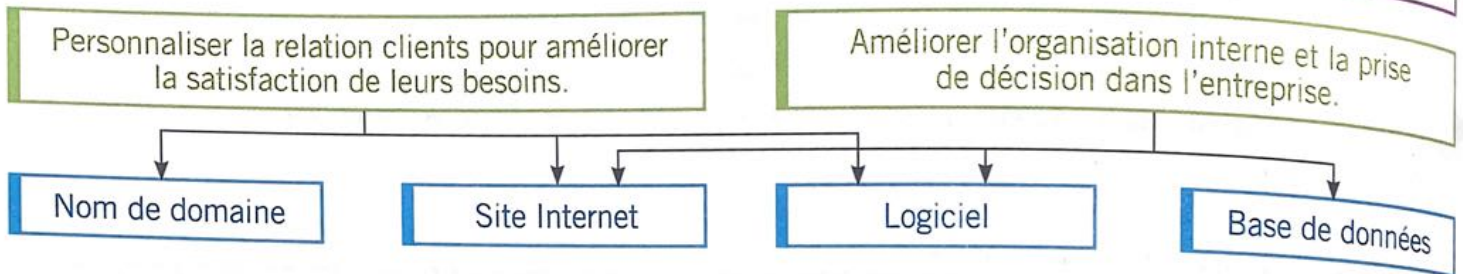 Personnaliser la relation clients pour améliorer
la satisfaction de leurs besoins.
Améliorer l'organisation interne et la prise
de décision dans l'entreprise.
Nom de domaine
Site Internet
Logiciel
Base de données